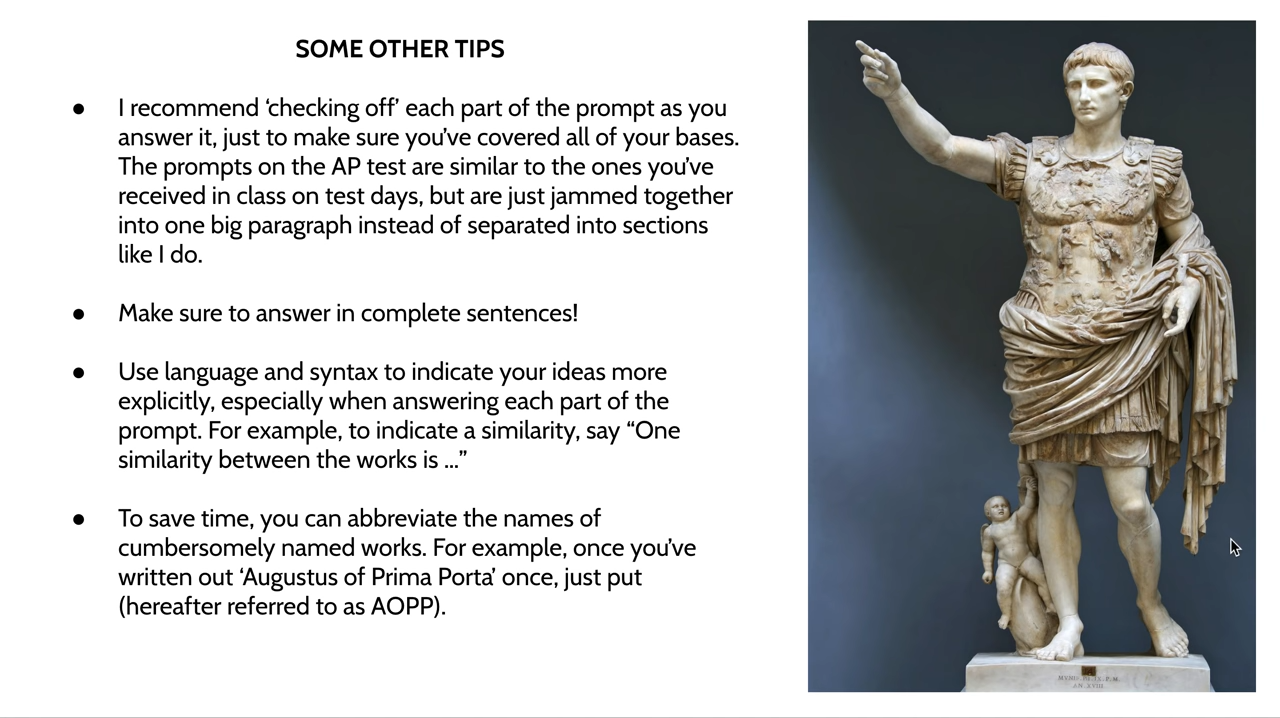 SOME OTHER TIPS
● I recommend ‘checking off’ each part of the prompt as you
answer it, just to make sure you’ve covered all of your bases.
The prompts on the AP test are similar to the ones you’ve
received in class on test days, but are just jammed together
into one big paragraph instead of separated into sections
like I do.
● Make sure to answer in complete sentences!
● Use language and syntax to indicate your ideas more
explicitly, especially when answering each part of the
prompt. For example, to indicate a similarity, say “One
similarity between the works is ...”
● To save time, you can abbreviate the names of
cumbersomely named works. For example, once you’ve
written out ‘Augustus of Prima Porta’ once, just put
(hereafter referred to as AOPP).